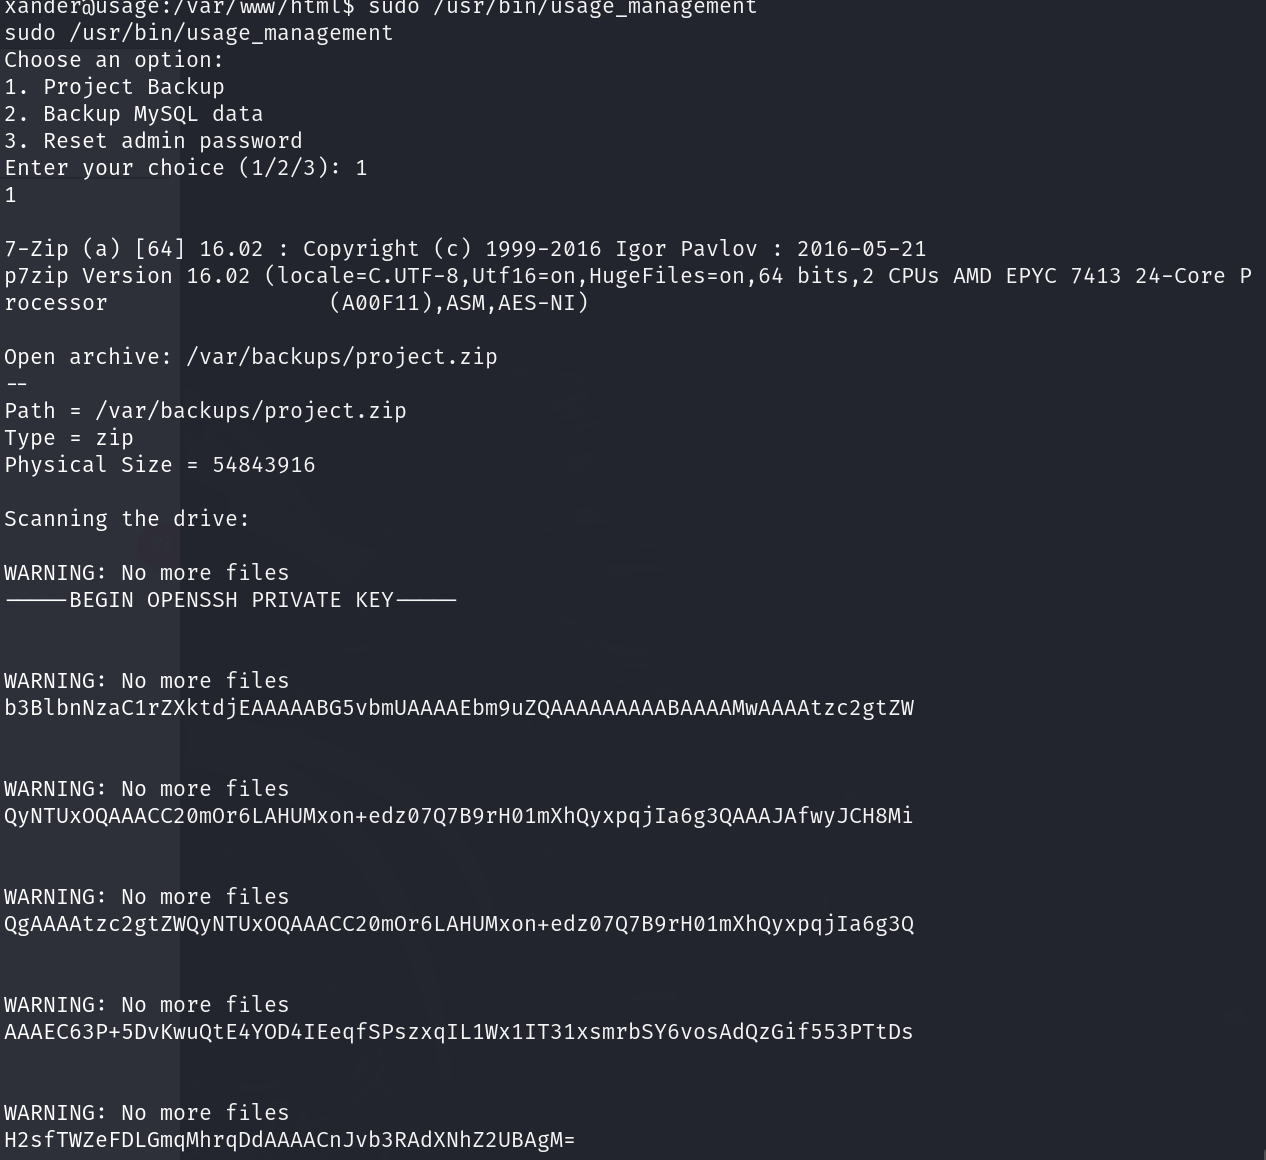 xander@usage:/var/www/html$ sudo /usr/bin/usage_management
sudo /usr/bin/usage_management
Choose an option:
1. Project Backup
2. Backup MySQL data
3. Reset admin password
Enter your choice (1/2/3): 1
1
7-Zip (a) [64] 16.02 : Copyright (c) 1999-2016 Igor Pavlov : 2016-05-21
p7zip Version 16.02 (locale=C.UTF-8,Utf16=on,HugeFiles=on,64 bits,2 CPUs AMD EPYC 7413 24-Core P
rocessor                 (A00F11),ASM,AES-NI)
Open archive: /var/backups/project.zip
--
Path = /var/backups/project.zip
Type = zip
Physical Size = 54843916
Scanning the drive:
WARNING: No more files
-----BEGIN OPENSSH PRIVATE KEY-----
WARNING: No more files
b3BlbnNzaC1rZXktdjEAAAAABG5vbmUAAAAEbm9uZQAAAAAAAAABAAAAMwAAAAtzc2gtZW
WARNING: No more files
QyNTUxOQAAACC20mOr6LAHUMxon+edz07Q7B9rH01mXhQyxpqjIa6g3QAAAJAfwyJCH8Mi
WARNING: No more files
QgAAAAtzc2gtZWQyNTUxOQAAACC20mOr6LAHUMxon+edz07Q7B9rH01mXhQyxpqjIa6g3Q
WARNING: No more files
AAAEC63P+5DvKwuQtE4YOD4IEeqfSPszxqIL1Wx1IT31xsmrbSY6vosAdQzGif553PTtDs
WARNING: No more files
H2sfTWZeFDLGmqMhrqDdAAAACnJvb3RAdXNhZ2UBAgM=